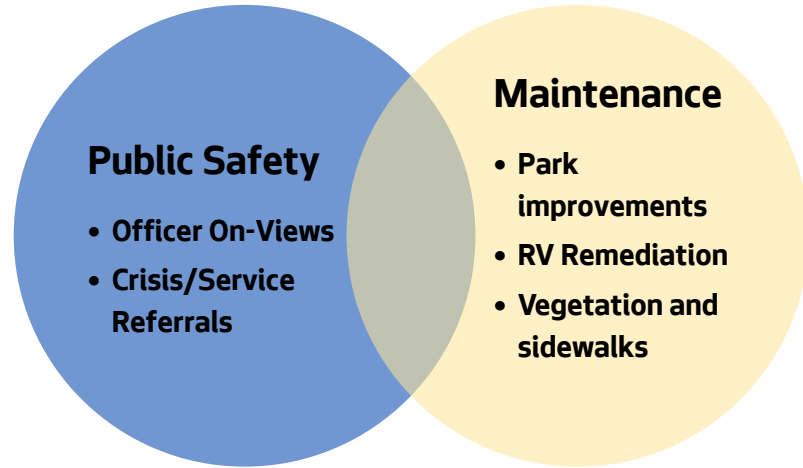 Public Safety
• Officer On-Views
• Crisis/Service
Referrals
Maintenance
• Park
improvements
• RV Remediation
• Vegetation and
sidewalks